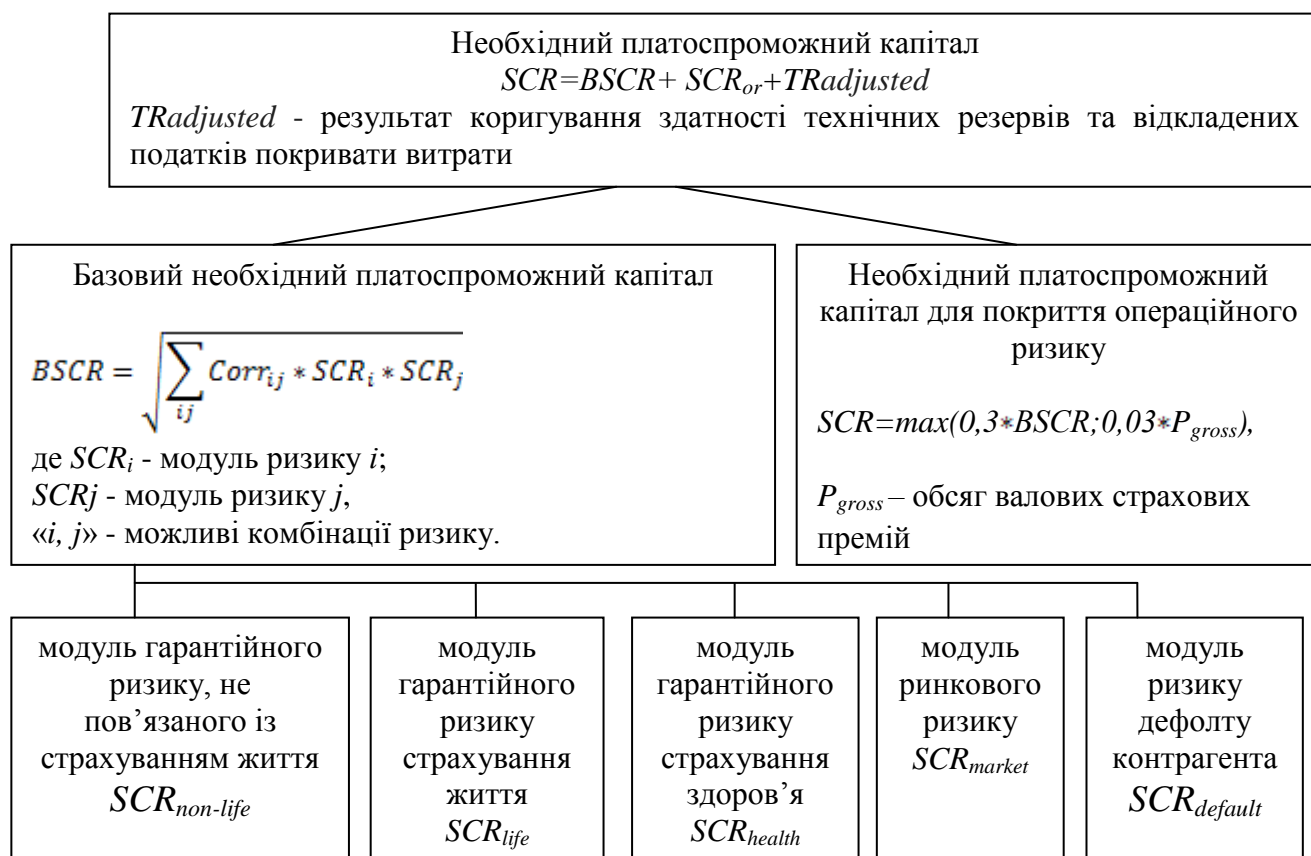 Необхідний платоспроможний капітал
SCR=BSCR+ SCRor+TRadjusted
TRadjusted - результат коригування здатності технічних резервів та відкладених
податків покривати витрати
Базовий необхідний платоспроможний капітал
BSCR = √∑ij Corrij * SCRi * SCRj
де SCRi - модуль ризику i;
SCRj - модуль ризику j,
«i, j» - можливі комбінації ризику.
Необхідний платоспроможний
капітал для покриття операційного
ризику
SCR=max(0,3*BSCR;0,03*Pgross),
Pgross – обсяг валових страхових
премій
модуль гарантійного
ризику, не
пов’язаного із
страхуванням життя
SCRnon-life
модуль
гарантійного
ризику
страхування
життя
SCRlife
модуль
гарантійного
ризику
страхування
здоров’я
SCRhealth
модуль
ринкового
ризику
SCRmarket
модуль
ризику
дефолту
контрагента
SCRdefault